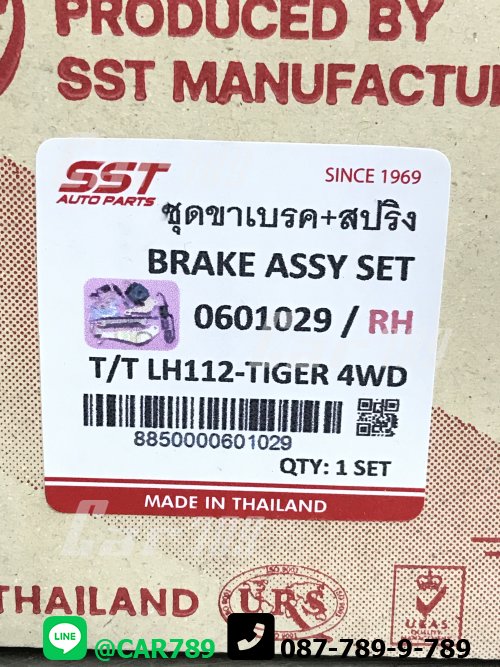 PRODUCED BY
SST MANUFACTU
SST
AUTO PARTS
SINCE 1969
ชุดขาเบรค+สปริง
BRAKE ASSY SET
0601029 / RH
T/T LH112-TIGER 4WD
8850000601029
QTY: 1 SET
MADE IN THAILAND
THAILAND
URS
UKAS
LINE
@CAR789
087-789-9-789